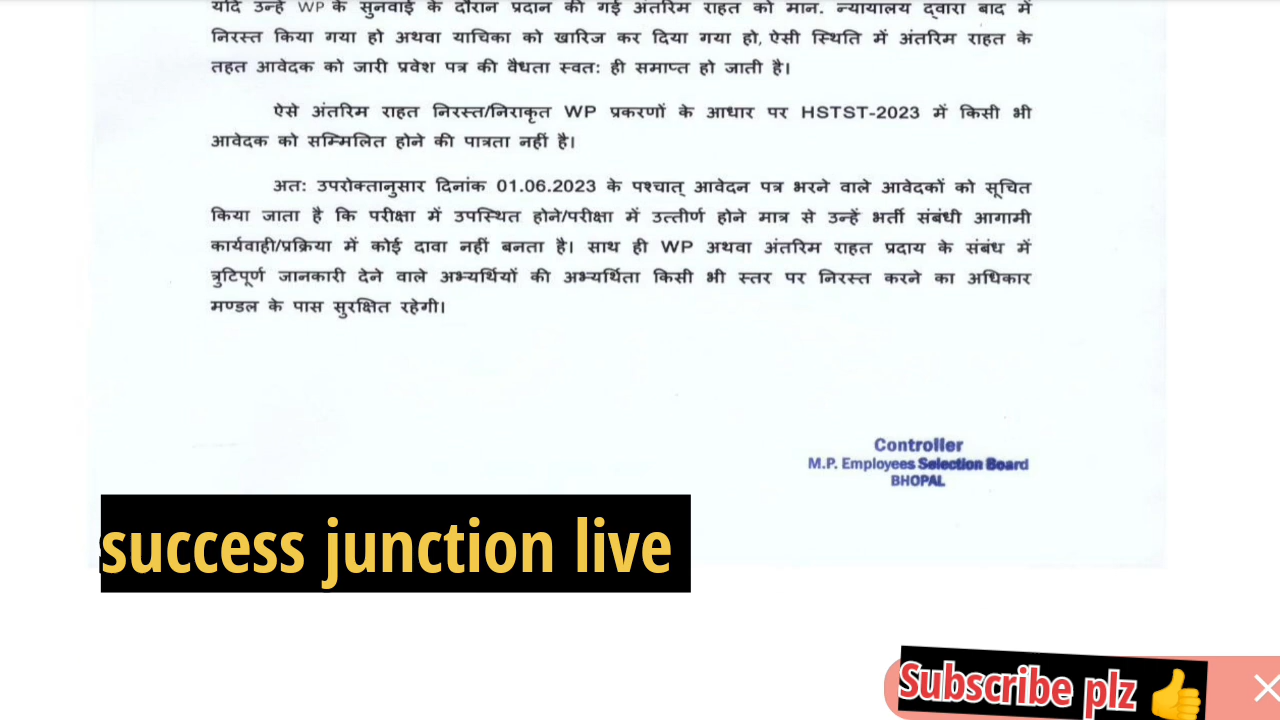 यदि उन्हें WP के सुनवाई के दौरान प्रदान की गई अंतरिम राहत को मान. न्यायालय द्वारा बाद में
निरस्त किया गया हो अथवा याचिका को खारिज कर दिया गया हो, ऐसी स्थिति में अंतरिम राहत के
तहत आवेदक को जारी प्रवेश पत्र की वैधता स्वतः ही समाप्त हो जाती है।
ऐसे अंतरिम राहत निरस्त/निराकृत WP प्रकरणों के आधार पर HSTST-2023 में किसी भी
आवेदक को सम्मिलित होने की पात्रता नहीं है।
अतः उपरोक्तानुसार दिनांक 01.06.2023 के पश्चात् आवेदन पत्र भरने वाले आवेदकों को सूचित
किया जाता है कि परीक्षा में उपस्थित होने/परीक्षा में उत्तीर्ण होने मात्र से उन्हें भर्ती संबंधी आगामी
कार्यवाही/प्रक्रिया में कोई दावा नहीं बनता है। साथ ही WP अथवा अंतरिम राहत प्रदाय के संबंध में
त्रुटिपूर्ण जानकारी देने वाले अभ्यर्थियों की अभ्यर्थिता किसी भी स्तर पर निरस्त करने का अधिकार
मण्डल के पास सुरक्षित रहेगी।
Controller
M.P. Employees Selection Board
BHOPAL
success junction live
Subscribe plz